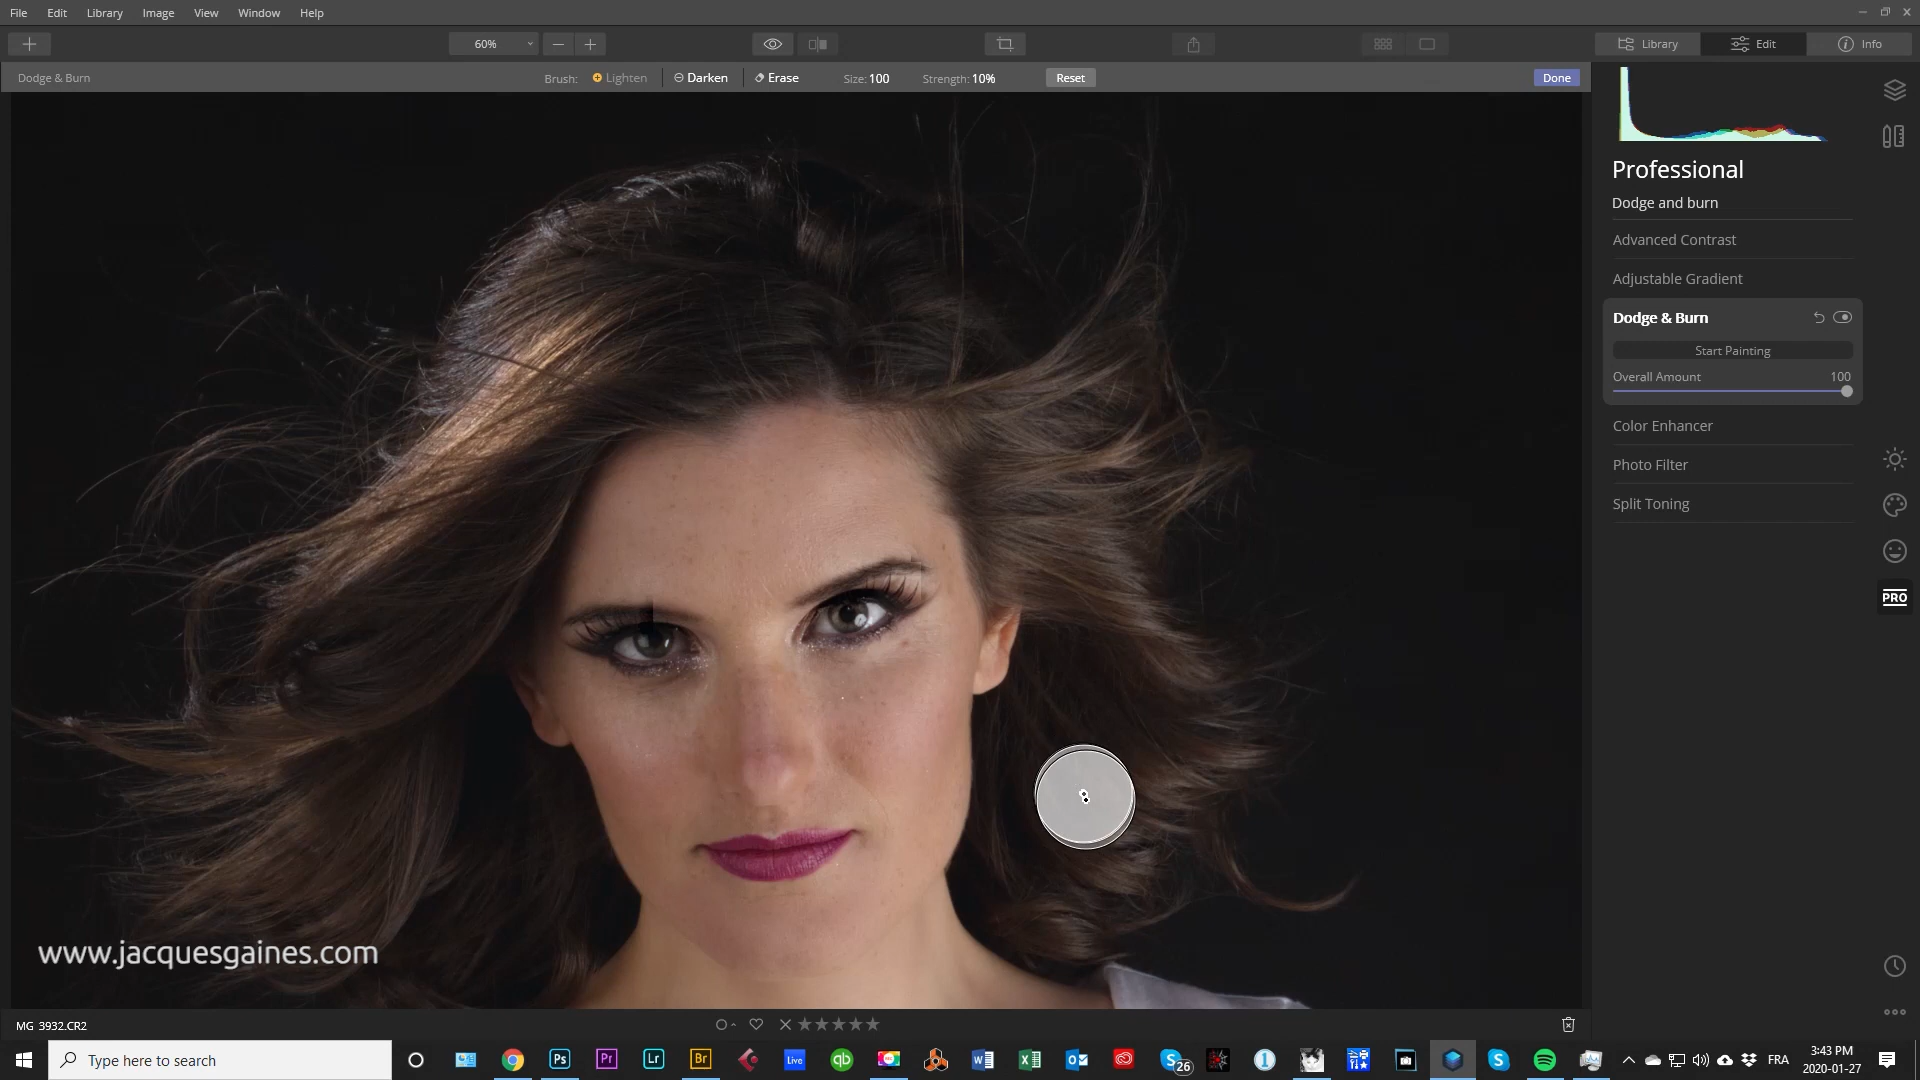 File Edit Library Image View Window Help
60% Library Edit Info
Dodge & Burn Brush: Lighten Darken Erase Size: 100 Strength: 10% Reset Done
Professional
Dodge and burn
Advanced Contrast
Adjustable Gradient
Dodge & Burn
Start Painting
Overall Amount 100
Color Enhancer
Photo Filter
Split Toning
PRO
www.jacquesgaines.com
MG 3932.CR2
Type here to search Ps Pr Lr Br Live qb 26 1 FRA 3:43 PM
2020-01-27